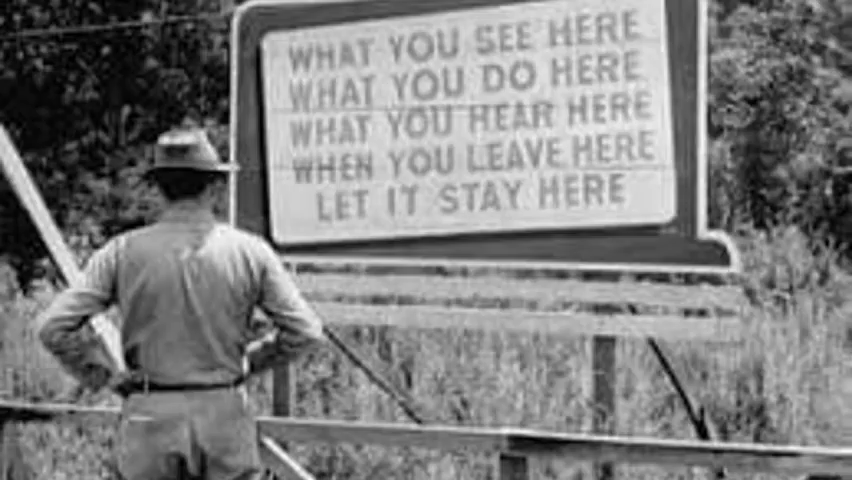 WHAT YOU SEE HERE
WHAT YOU DO HERE
WHAT YOU HEAR HERE
WHEN YOU LEAVE HERE
LET IT STAY HERE